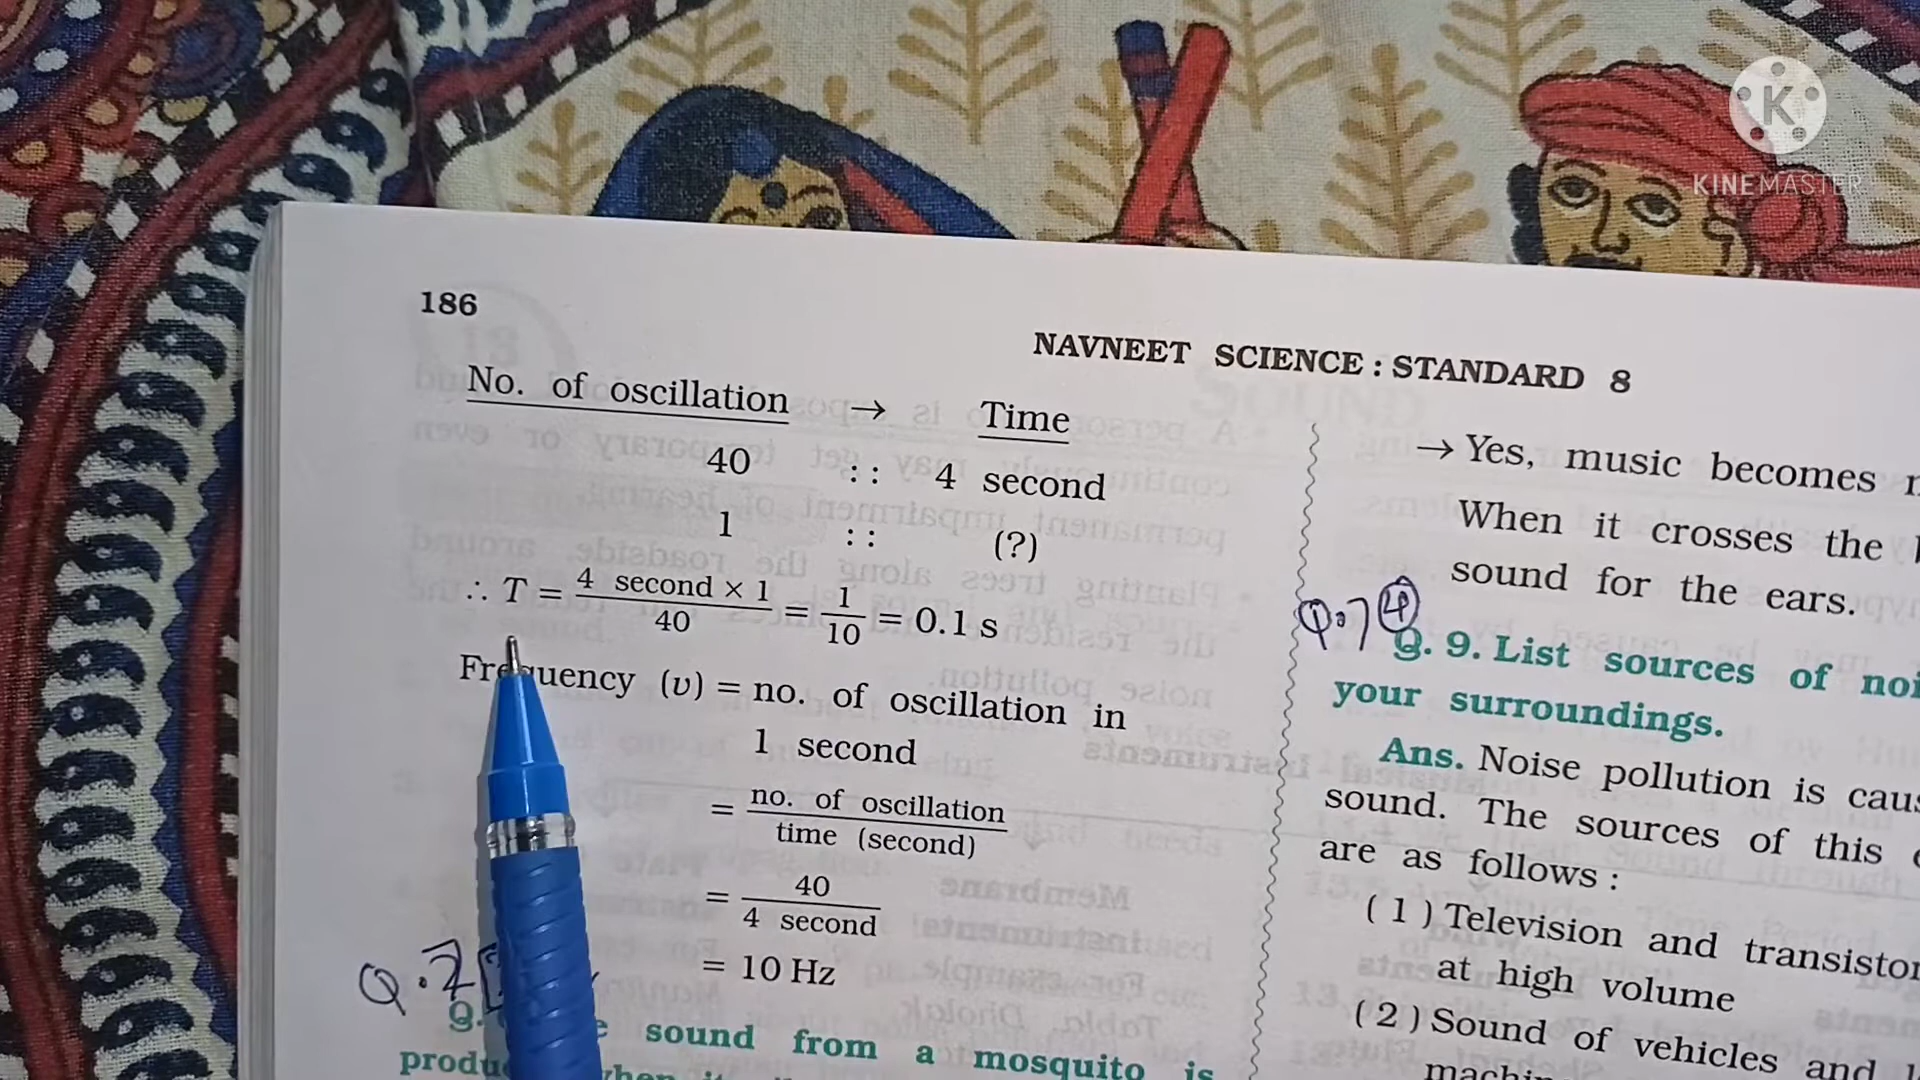 K
KINEMASTER
186
NAVNEET SCIENCE : STANDARD 8
No. of oscillation → Time
40 :: 4 second
1 :: (?)
∴ T = 4 second × 1 / 40 = 1 / 10 = 0.1 s
Frequency (v) = no. of oscillation in
1 second
= no. of oscillation / time (second)
= 40 / 4 second
= 10 Hz
Q.7
Q. sound from a mosquito is
→ Yes, music becomes
When it crosses the
sound for the ears.
Q.7 4
Q. 9. List sources of
your surroundings.
Ans. Noise pollution is
sound. The sources of this
are as follows :
( 1 ) Television and
at high volume
( 2 ) Sound of vehicles and